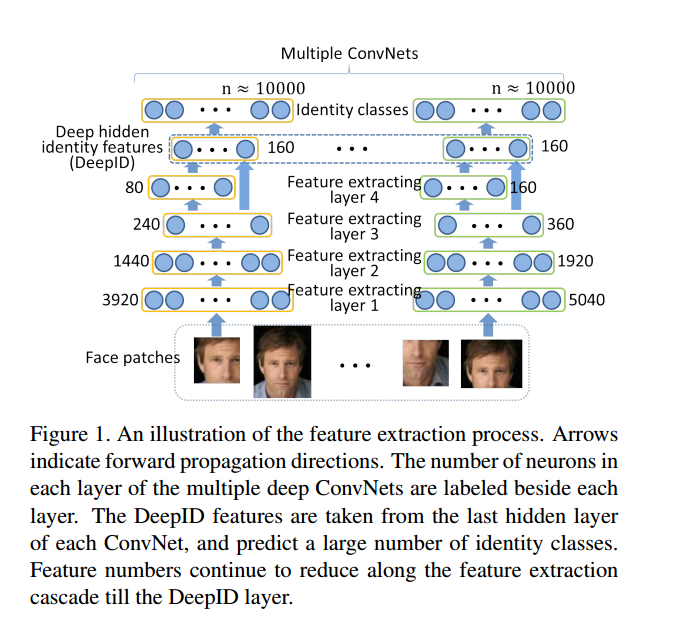 Multiple ConvNets
n ≈ 10000
n ≈ 10000
Identity classes
Deep hidden
identity features
(DeepID)
160
• • •
160
80
Feature extracting
layer 4
160
240
Feature extracting
layer 3
360
1440
Feature extracting
layer 2
1920
3920
Feature extracting
layer 1
5040
Face patches
• • •
Figure 1. An illustration of the feature extraction process. Arrows
indicate forward propagation directions. The number of neurons in
each layer of the multiple deep ConvNets are labeled beside each
layer. The DeepID features are taken from the last hidden layer
of each ConvNet, and predict a large number of identity classes.
Feature numbers continue to reduce along the feature extraction
cascade till the DeepID layer.